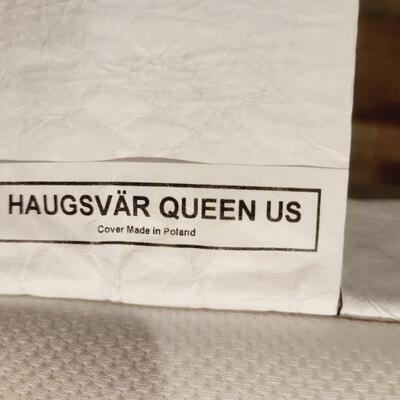 HAUGSVÄR QUEEN US
Cover Made in Poland